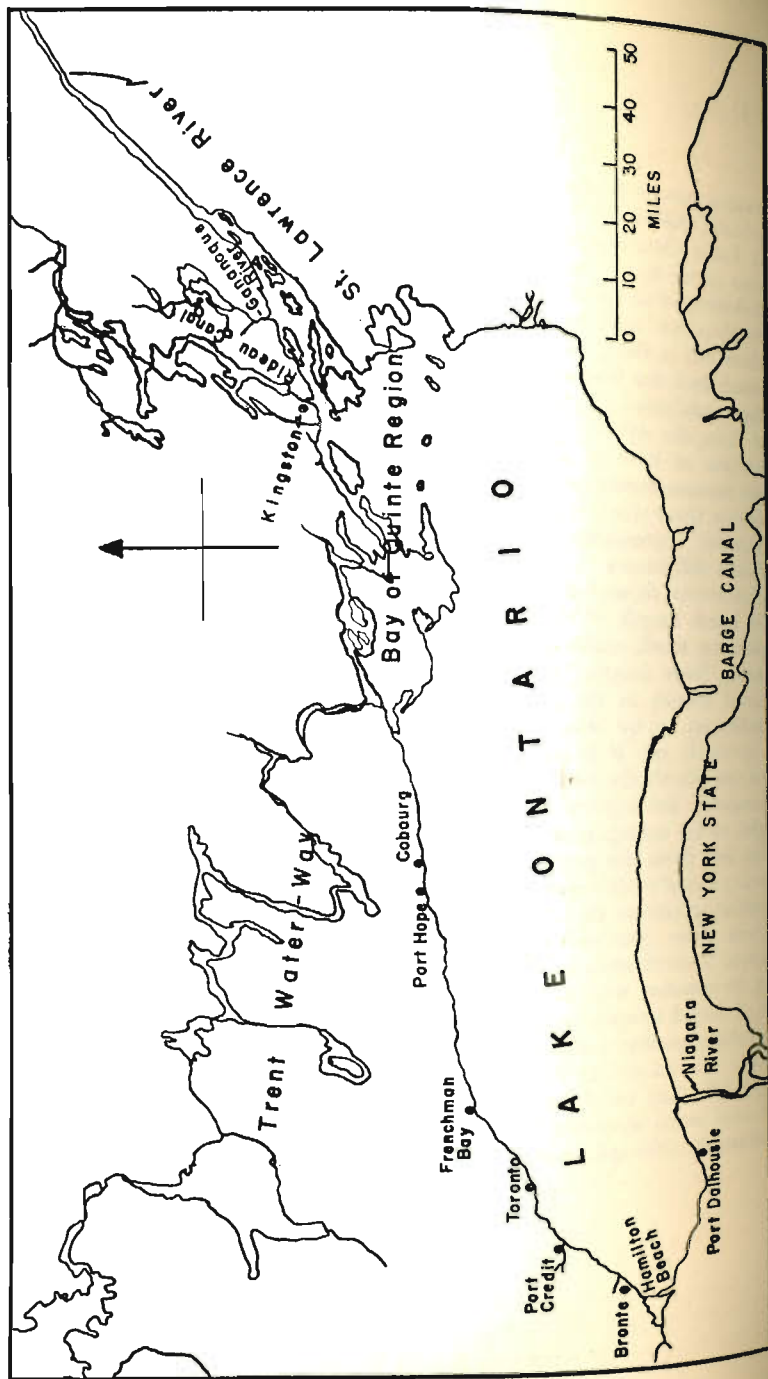 St. Lawrence River
Gananoque
River
Rideau
Canal
Kingston
Bay of Quinte Region
Trent Water-Way
Cobourg
Port Hope
Frenchman
Bay
Toronto
Port
Credit
Bronte
Hamilton
Beach
Port Dalhousie
Niagara
River
LAKE ONTARIO
NEW YORK STATE BARGE CANAL
0 10 20 30 40 50
MILES